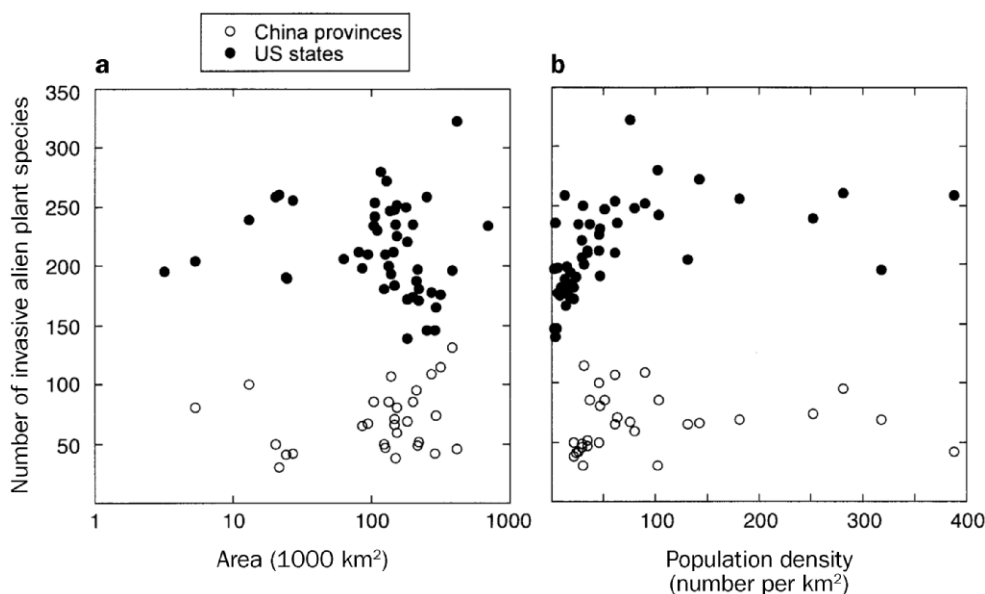 China provinces
US states
a
b
Number of invasive alien plant species
350
300
250
200
150
100
50
1
10
100
1000
100
200
300
400
Area (1000 km²)
Population density
(number per km²)